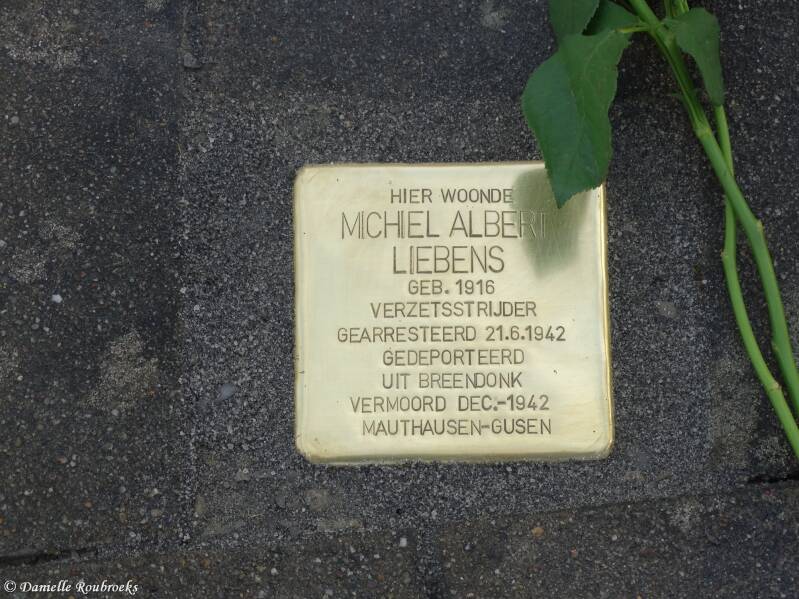 HIER WOONDE
MICHIEL ALBERT
LIEBENS
GEB. 1916
VERZETSSTRIJDER
GEARRESTEERD 21.6.1942
GEDEPORTEERD
UIT BREENDONK
VERMOORD DEC.-1942
MAUTHAUSEN-GUSEN
© Danielle Roubroeks